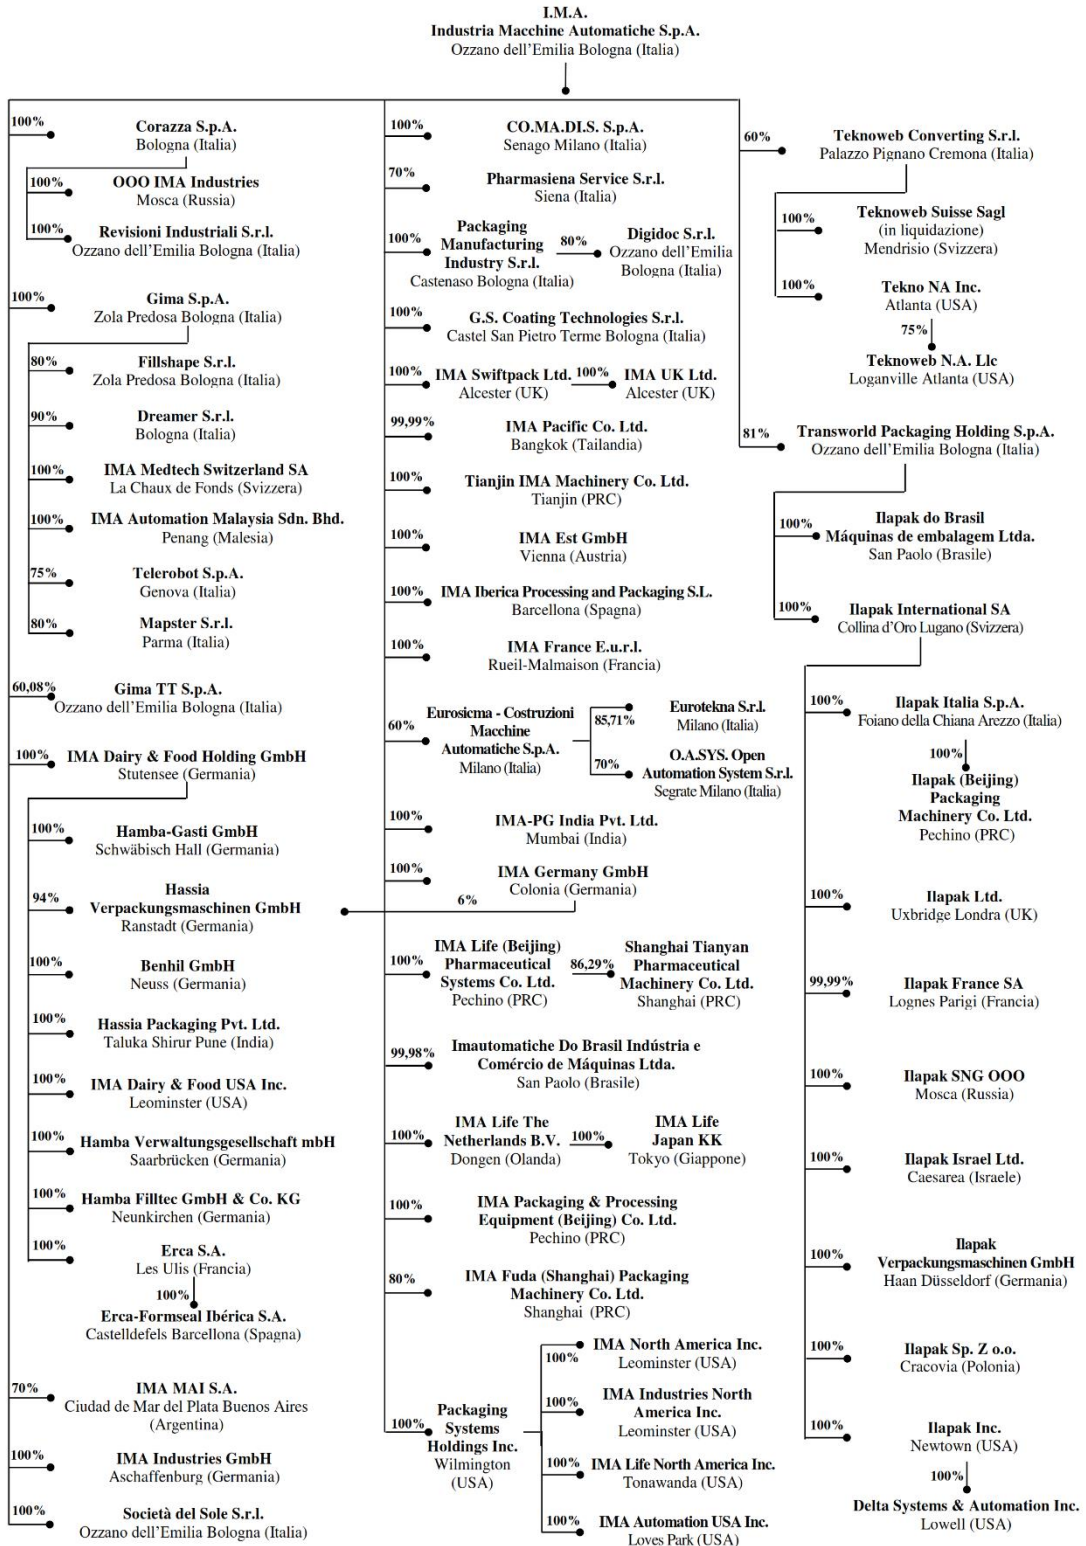 I.M.A.
Industria Macchine Automatiche S.p.A.
Ozzano dell'Emilia Bologna (Italia)
100%
Corazza S.p.A.
Bologna (Italia)
100%
OOO IMA Industries
Mosca (Russia)
100%
Revisioni Industriali S.r.l.
Ozzano dell'Emilia Bologna (Italia)
100%
Gima S.p.A.
Zola Predosa Bologna (Italia)
80%
Fillshape S.r.l.
Zola Predosa Bologna (Italia)
90%
Dreamer S.r.l.
Bologna (Italia)
100%
IMA Medtech Switzerland SA
La Chaux de Fonds (Svizzera)
100%
IMA Automation Malaysia Sdn. Bhd.
Penang (Malesia)
75%
Telerobot S.p.A.
Genova (Italia)
80%
Mapster S.r.l.
Parma (Italia)
60,08%
Gima TT S.p.A.
Ozzano dell'Emilia Bologna (Italia)
100%
IMA Dairy & Food Holding GmbH
Stutensee (Germania)
100%
Hamba-Gasti GmbH
Schwäbisch Hall (Germania)
94%
Hassia
Verpackungsmaschinen GmbH
Ranstadt (Germania)
100%
Benhil GmbH
Neuss (Germania)
100%
Hassia Packaging Pvt. Ltd.
Taluka Shirur Pune (India)
100%
IMA Dairy & Food USA Inc.
Leominster (USA)
100%
Hamba Verwaltungsgesellschaft mbH
Saarbrücken (Germania)
100%
Hamba Filltec GmbH & Co. KG
Neunkirchen (Germania)
100%
Erca S.A.
Les Ulis (Francia)
100%
Erca-Formseal Ibérica S.A.
Castelldefels Barcellona (Spagna)
70%
IMA MAI S.A.
Ciudad de Mar del Plata Buenos Aires
(Argentina)
100%
IMA Industries GmbH
Aschaffenburg (Germania)
100%
Società del Sole S.r.l.
Ozzano dell'Emilia Bologna (Italia)
100%
CO.MA.DI.S. S.p.A.
Senago Milano (Italia)
70%
Pharmasiena Service S.r.l.
Siena (Italia)
100%
Packaging
Manufacturing
Industry S.r.l.
Castenaso Bologna (Italia)
80%
Digidoc S.r.l.
Ozzano dell'Emilia
Bologna (Italia)
100%
G.S. Coating Technologies S.r.l.
Castel San Pietro Terme Bologna (Italia)
100%
IMA Swiftpack Ltd.
Alcester (UK)
100%
IMA UK Ltd.
Alcester (UK)
99,99%
IMA Pacific Co. Ltd.
Bangkok (Tailandia)
100%
Tianjin IMA Machinery Co. Ltd.
Tianjin (PRC)
100%
IMA Est GmbH
Vienna (Austria)
100%
IMA Iberica Processing and Packaging S.L.
Barcellona (Spagna)
100%
IMA France E.u.r.l.
Rueil-Malmaison (Francia)
60%
Eurosicma - Costruzioni
Macchine
Automatiche S.p.A.
Milano (Italia)
85,71%
Eurotekna S.r.l.
Milano (Italia)
70%
O.A.SYS. Open
Automation System S.r.l.
Segrate Milano (Italia)
100%
IMA-PG India Pvt. Ltd.
Mumbai (India)
100%
IMA Germany GmbH
Colonia (Germania)
6%
100%
IMA Life (Beijing)
Pharmaceutical
Systems Co. Ltd.
Pechino (PRC)
86,29%
Shanghai Tianyan
Pharmaceutical
Machinery Co. Ltd.
Shanghai (PRC)
99,98%
Imautomatiche Do Brasil Indústria e
Comércio de Máquinas Ltda.
San Paolo (Brasile)
100%
IMA Life The
Netherlands B.V.
Dongen (Olanda)
100%
IMA Life
Japan KK
Tokyo (Giappone)
100%
IMA Packaging & Processing
Equipment (Beijing) Co. Ltd.
Pechino (PRC)
80%
IMA Fuda (Shanghai) Packaging
Machinery Co. Ltd.
Shanghai (PRC)
100%
Packaging
Systems
Holdings Inc.
Wilmington
(USA)
100%
IMA North America Inc.
Leominster (USA)
100%
IMA Industries North
America Inc.
Leominster (USA)
100%
IMA Life North America Inc.
Tonawanda (USA)
100%
IMA Automation USA Inc.
Loves Park (USA)
60%
Teknoweb Converting S.r.l.
Palazzo Pignano Cremona (Italia)
100%
Teknoweb Suisse Sagl
(in liquidazione)
Mendrisio (Svizzera)
100%
Tekno NA Inc.
Atlanta (USA)
75%
Teknoweb N.A. Llc
Loganville Atlanta (USA)
81%
Transworld Packaging Holding S.p.A.
Ozzano dell'Emilia Bologna (Italia)
100%
Ilapak do Brasil
Máquinas de embalagem Ltda.
San Paolo (Brasile)
100%
Ilapak International SA
Collina d'Oro Lugano (Svizzera)
100%
Ilapak Italia S.p.A.
Foiano della Chiana Arezzo (Italia)
100%
Ilapak (Beijing)
Packaging
Machinery Co. Ltd.
Pechino (PRC)
100%
Ilapak Ltd.
Uxbridge Londra (UK)
99,99%
Ilapak France SA
Lognes Parigi (Francia)
100%
Ilapak SNG OOO
Mosca (Russia)
100%
Ilapak Israel Ltd.
Caesarea (Israele)
100%
Ilapak
Verpackungsmaschinen GmbH
Haan Düsseldorf (Germania)
100%
Ilapak Sp. Z o.o.
Cracovia (Polonia)
100%
Ilapak Inc.
Newtown (USA)
100%
Delta Systems & Automation Inc.
Lowell (USA)